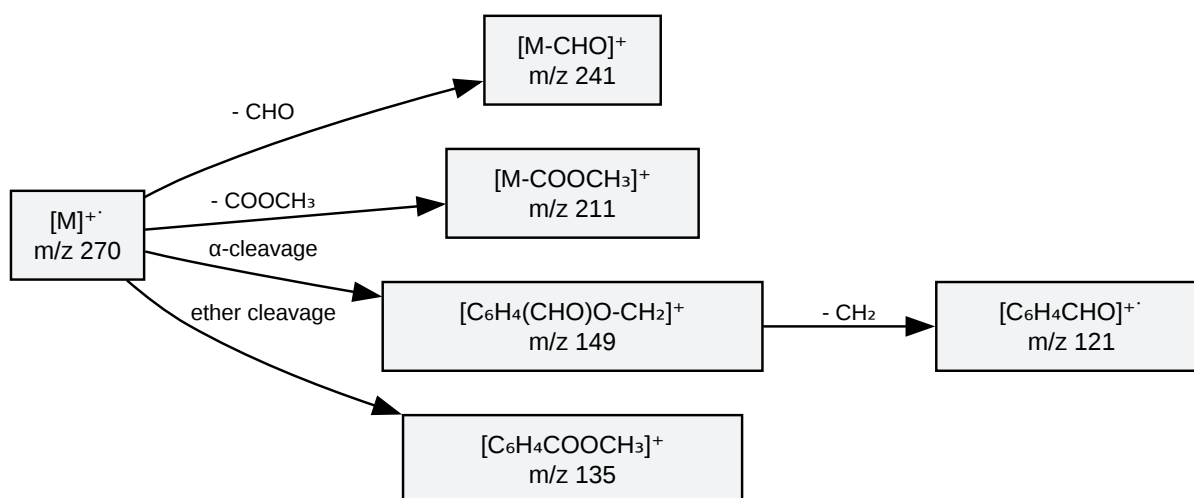 [M-CHO]⁺
m/z 241
- CHO
[M-COOCH₃]⁺
m/z 211
- COOCH₃
[M]⁺˙
m/z 270
α-cleavage
[C₆H₄(CHO)O-CH₂]⁺
m/z 149
- CH₂
[C₆H₄CHO]⁺˙
m/z 121
ether cleavage
[C₆H₄COOCH₃]⁺
m/z 135